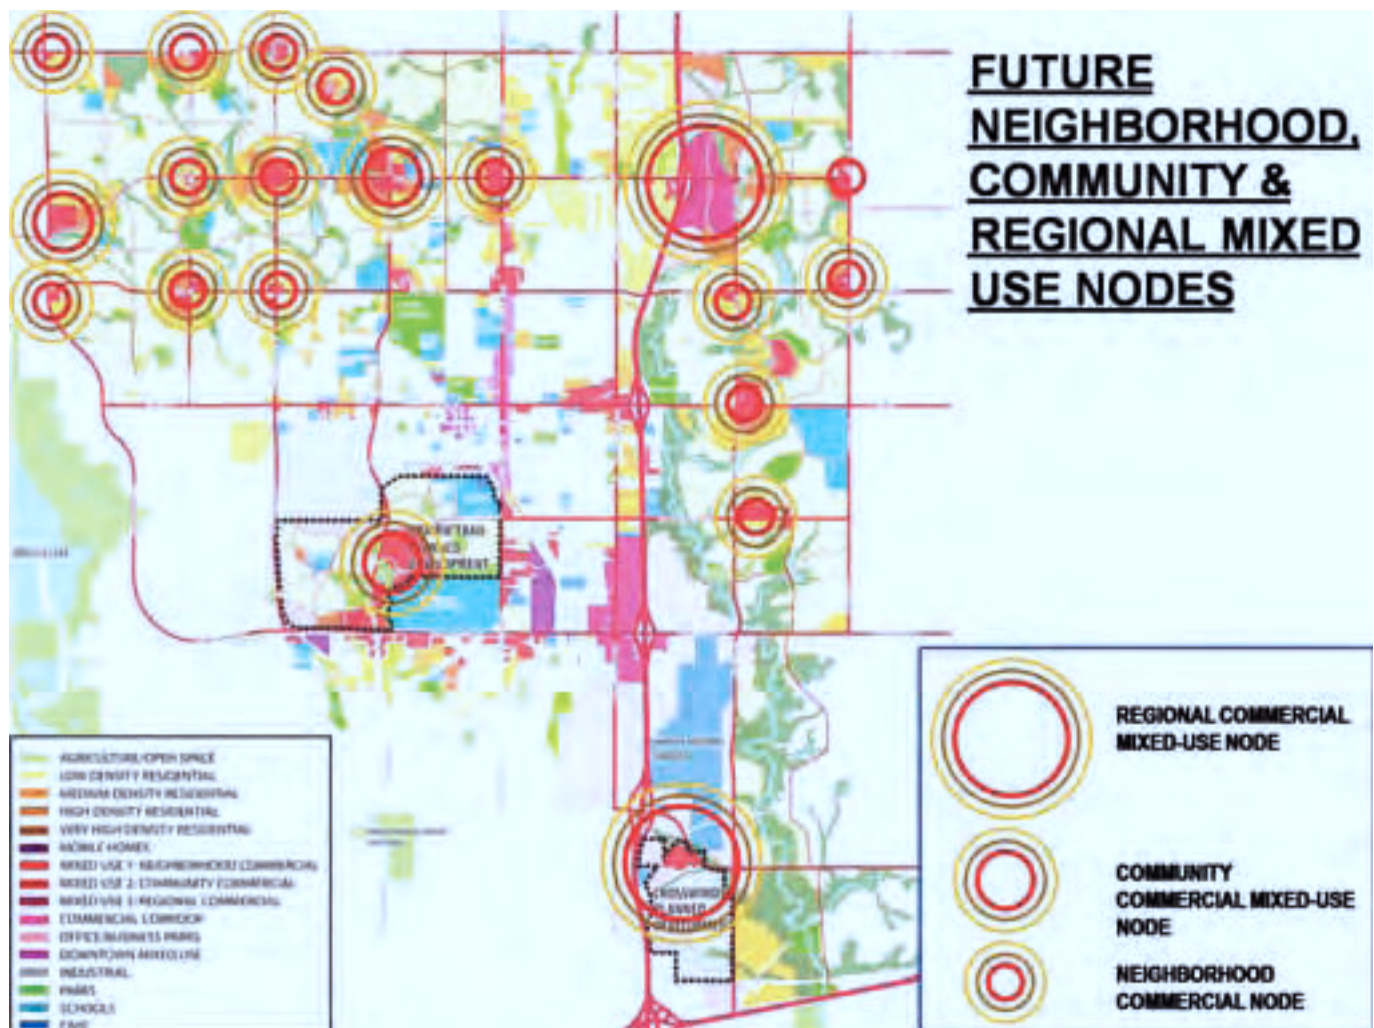 FUTURE
NEIGHBORHOOD,
COMMUNITY &
REGIONAL MIXED
USE NODES
REGIONAL COMMERCIAL
MIXED-USE NODE
COMMUNITY
COMMERCIAL MIXED-USE
NODE
NEIGHBORHOOD
COMMERCIAL NODE
PLANNED
AGRICULTURE/OPEN SPACE
LOW DENSITY RESIDENTIAL
MEDIUM DENSITY RESIDENTIAL
HIGH DENSITY RESIDENTIAL
VERY HIGH DENSITY RESIDENTIAL
MOBILE HOMES
MIXED USE 1: NEIGHBORHOOD COMMERCIAL
MIXED USE 2: COMMUNITY COMMERCIAL
MIXED USE 3: REGIONAL COMMERCIAL
COMMERCIAL CORRIDOR
OFFICE/BUSINESS PARKS
DOWNTOWN MIXED USE
INDUSTRIAL
PARKS
SCHOOLS